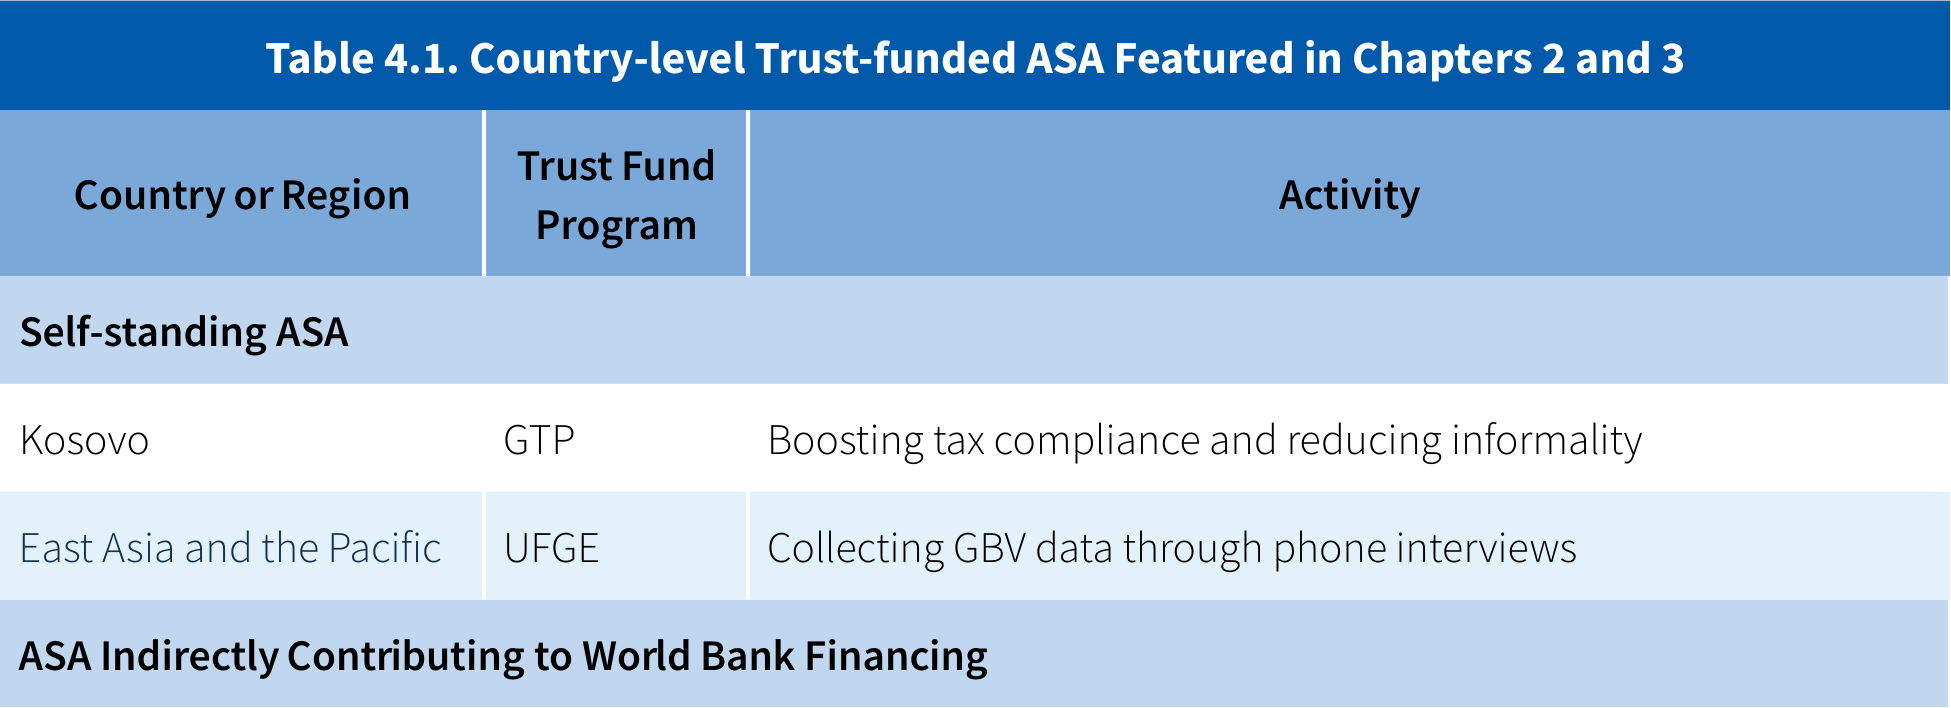 Table 4.1. Country-level Trust-funded ASA Featured in Chapters 2 and 3
Country or Region
Trust Fund
Program
Activity
Self-standing ASA
Kosovo GTP Boosting tax compliance and reducing informality
East Asia and the Pacific UFGE Collecting GBV data through phone interviews
ASA Indirectly Contributing to World Bank Financing